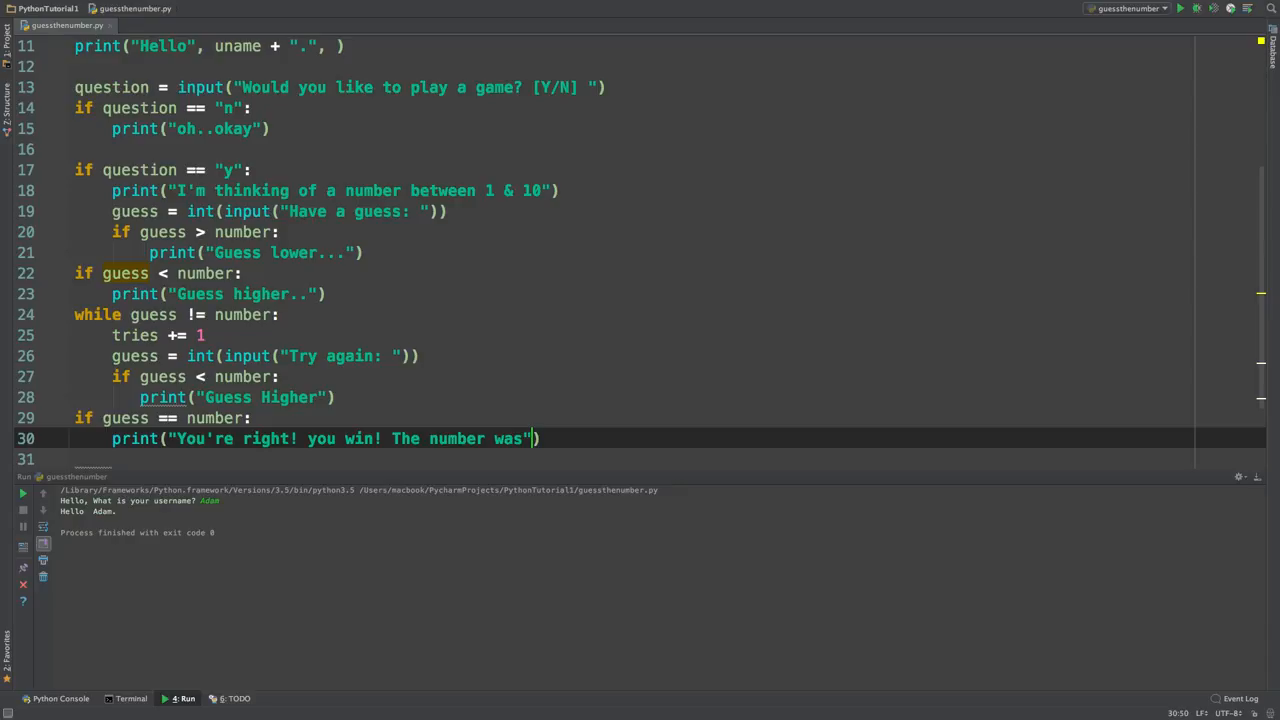 PythonTutorial1 guessthenumber.py guessthenumber
guessthenumber.py
1: Project
Z: Structure
2: Favorites
Database
11 print("Hello", uname + ".", )
12
13 question = input("Would you like to play a game? [Y/N] ")
14 if question == "n":
15 print("oh..okay")
16
17 if question == "y":
18 print("I'm thinking of a number between 1 & 10")
19 guess = int(input("Have a guess: "))
20 if guess > number:
21 print("Guess lower...")
22 if guess < number:
23 print("Guess higher..")
24 while guess != number:
25 tries += 1
26 guess = int(input("Try again: "))
27 if guess < number:
28 print("Guess Higher")
29 if guess == number:
30 print("You're right! you win! The number was")
31
Run guessthenumber
/Library/Frameworks/Python.framework/Versions/3.5/bin/python3.5 /Users/macbook/PycharmProjects/PythonTutorial1/guessthenumber.py
Hello, What is your username? Adam
Hello  Adam.
Process finished with exit code 0
Python Console Terminal 4: Run 6: TODO Event Log
30:50 LF÷ UTF-8÷